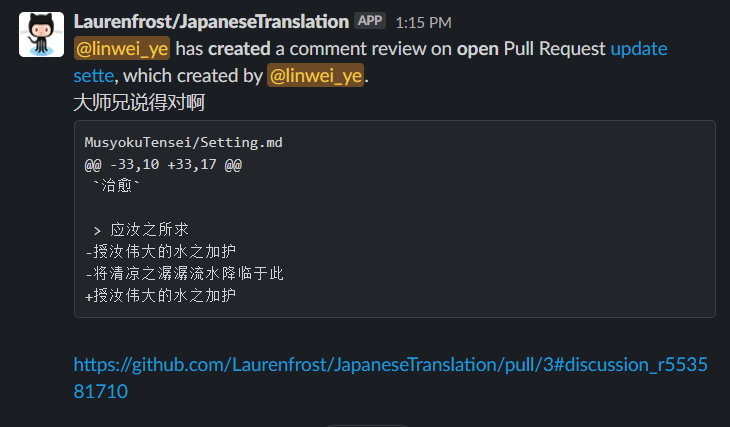 Laurenfrost/JapaneseTranslation APP 1:15 PM
@linwei_ye has created a comment review on open Pull Request update
sette, which created by @linwei_ye.
大师兄说得对啊
MusyokuTensei/Setting.md
@@ -33,10 +33,17 @@
`治愈`
> 应汝之所求
-授汝伟大的水之加护
-将清凉之潺潺流水降临于此
+授汝伟大的水之加护
https://github.com/Laurenfrost/JapaneseTranslation/pull/3#discussion_r5535
81710